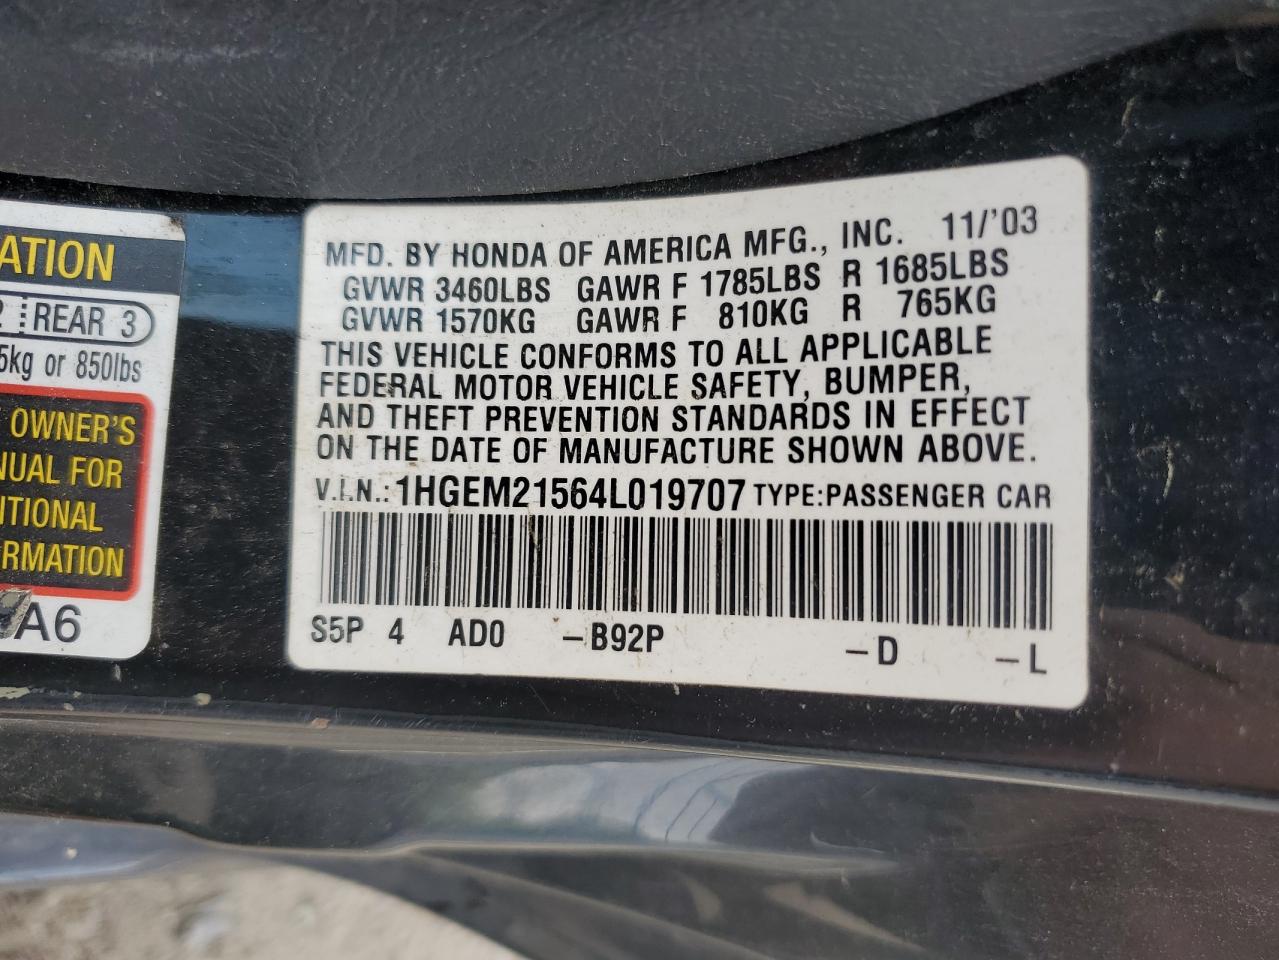 ATION
2 REAR 3
5kg or 850lbs
OWNER'S
NUAL FOR
ITIONAL
ORMATION
A6
MFD. BY HONDA OF AMERICA MFG., INC. 11/'03
GVWR 3460LBS GAWR F 1785LBS R 1685LBS
GVWR 1570KG GAWR F 810KG R 765KG
THIS VEHICLE CONFORMS TO ALL APPLICABLE
FEDERAL MOTOR VEHICLE SAFETY, BUMPER,
AND THEFT PREVENTION STANDARDS IN EFFECT
ON THE DATE OF MANUFACTURE SHOWN ABOVE.
V.I.N.: 1HGEM21564L019707 TYPE:PASSENGER CAR
S5P 4 AD0 -B92P -D -L